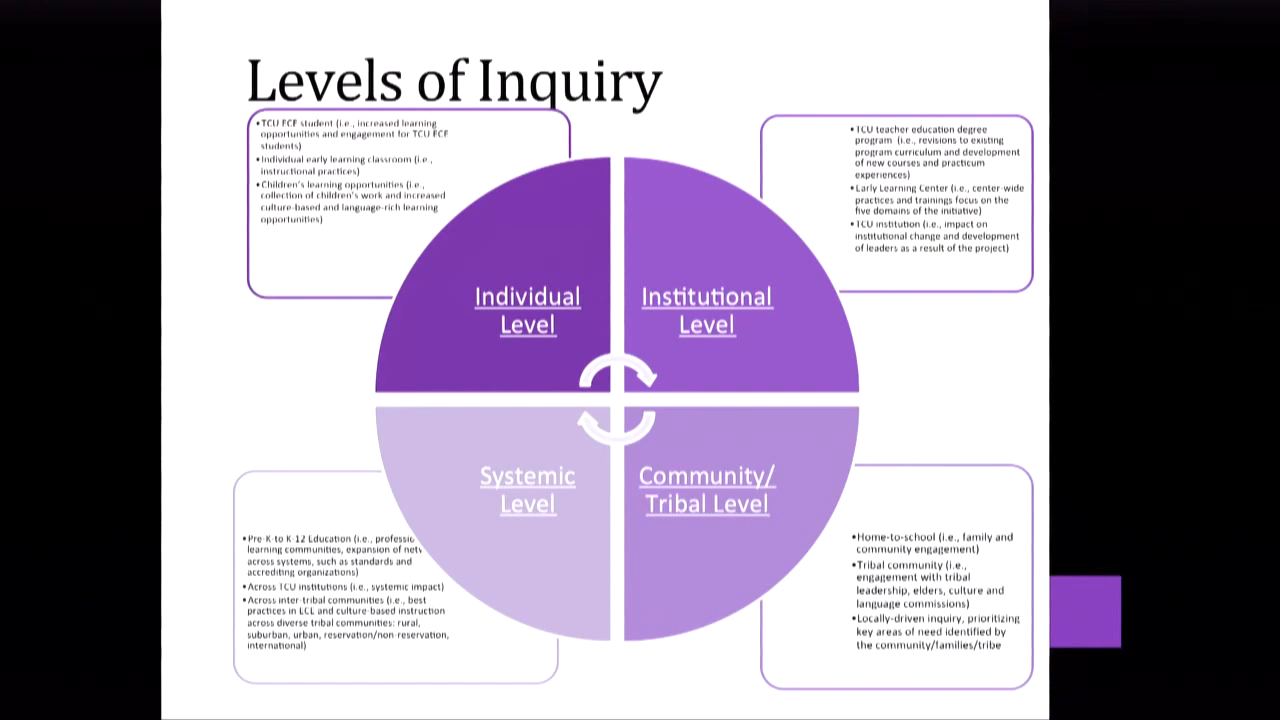 Levels of Inquiry
•TCU ECE student (i.e., increased learning
opportunities and engagement for TCU ECE
students)
•Individual early learning classroom (i.e.,
instructional practices)
•Children's learning opportunities (i.e.,
collection of children's work and increased
culture-based and language-rich learning
opportunities)
•TCU teacher education degree
program (i.e., revisions to existing
program curriculum and development
of new courses and practicum
experiences)
•Early Learning Center (i.e., center-wide
practices and trainings focus on the
five domains of the initiative)
•TCU institution (i.e., impact on
institutional change and development
of leaders as a result of the project)
Individual
Level
Institutional
Level
Systemic
Level
Community/
Tribal Level
•Pre-K to K-12 Education (i.e.,
learning communities, expansion of
across systems, such as standards and
accrediting organizations)
•Across TCU institutions (i.e., systemic impact)
•Across inter-tribal communities (i.e., best
practices in ECE and culture-based instruction
across diverse tribal communities: rural,
suburban, urban, reservation/non-reservation,
international)
•Home-to-school (i.e., family and
community engagement)
•Tribal community (i.e.,
engagement with tribal
leadership, elders, culture and
language commissions)
•Locally-driven inquiry, prioritizing
key areas of need identified by
the community/families/tribe